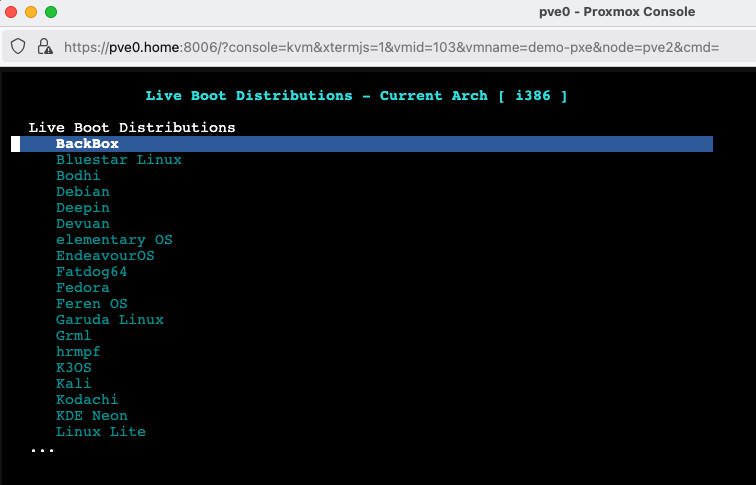 pve0 - Proxmox Console
https://pve0.home:8006/?console=kvm&xtermjs=1&vmid=103&vmname=demo-pxe&node=pve2&cmd=
Live Boot Distributions - Current Arch [ i386 ]
Live Boot Distributions
BackBox
Bluestar Linux
Bodhi
Debian
Deepin
Devuan
elementary OS
EndeavourOS
Fatdog64
Fedora
Feren OS
Garuda Linux
Grml
hrmpf
K3OS
Kali
Kodachi
KDE Neon
Linux Lite
...